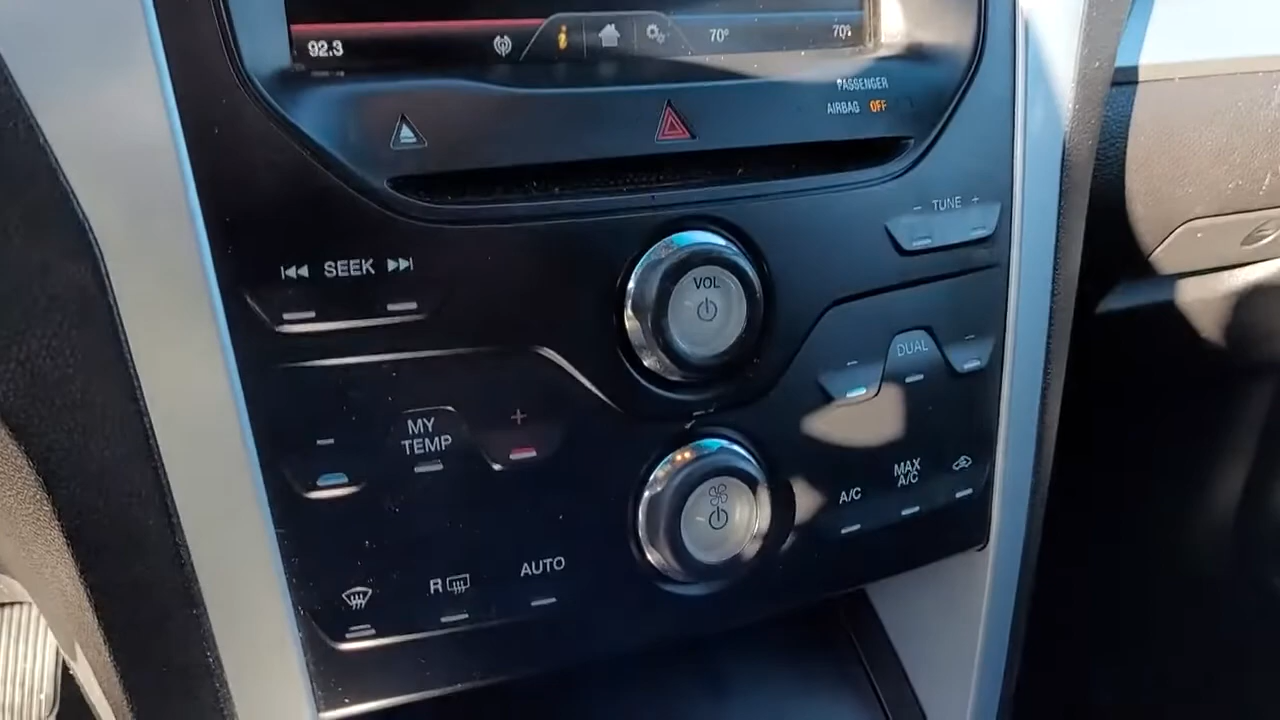 92.3
70°
70°
PASSENGER
AIRBAG OFF
- TUNE +
SEEK
VOL
DUAL
MY
TEMP
A/C
MAX
A/C
R
AUTO